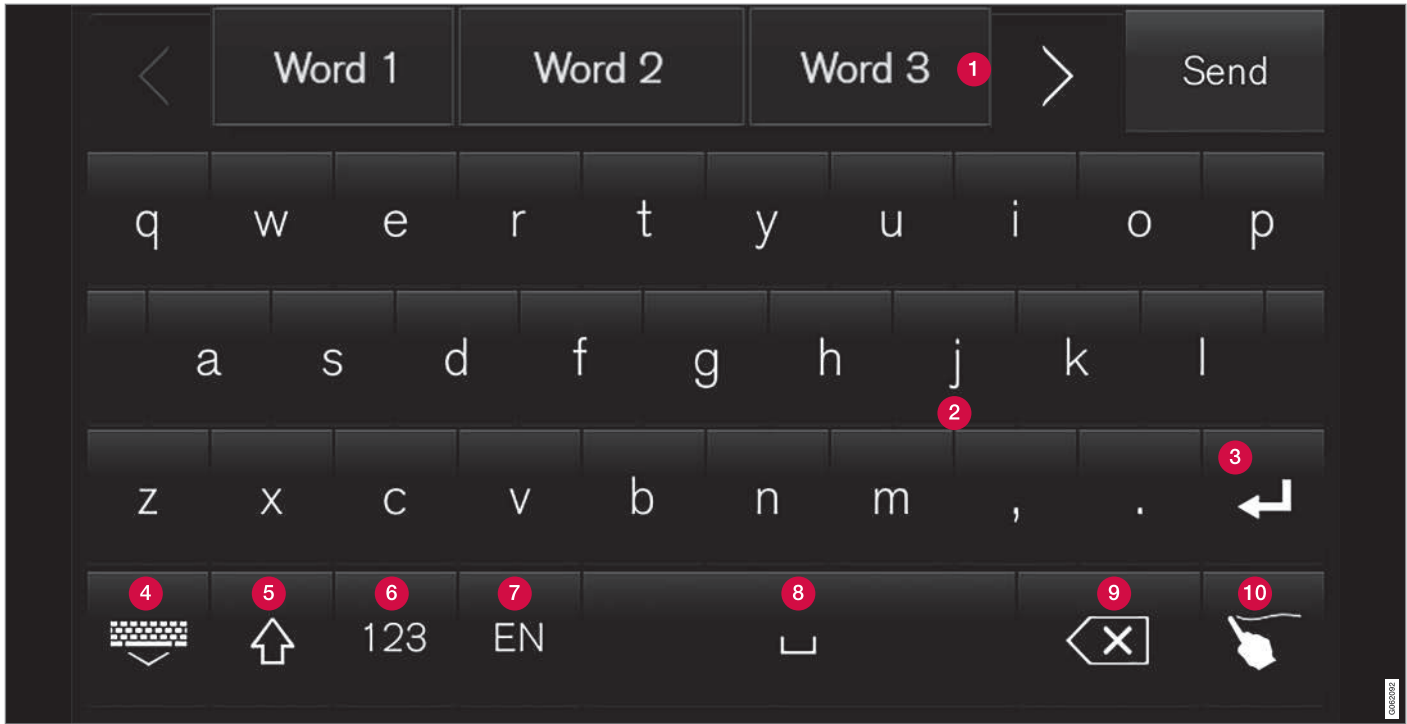 Word 1 Word 2 Word 3 1 Send
q w e r t y u i o p
a s d f g h j k l
2
3
z x c v b n m , .
4 5 6 7 8 9 10
123 EN
G062092